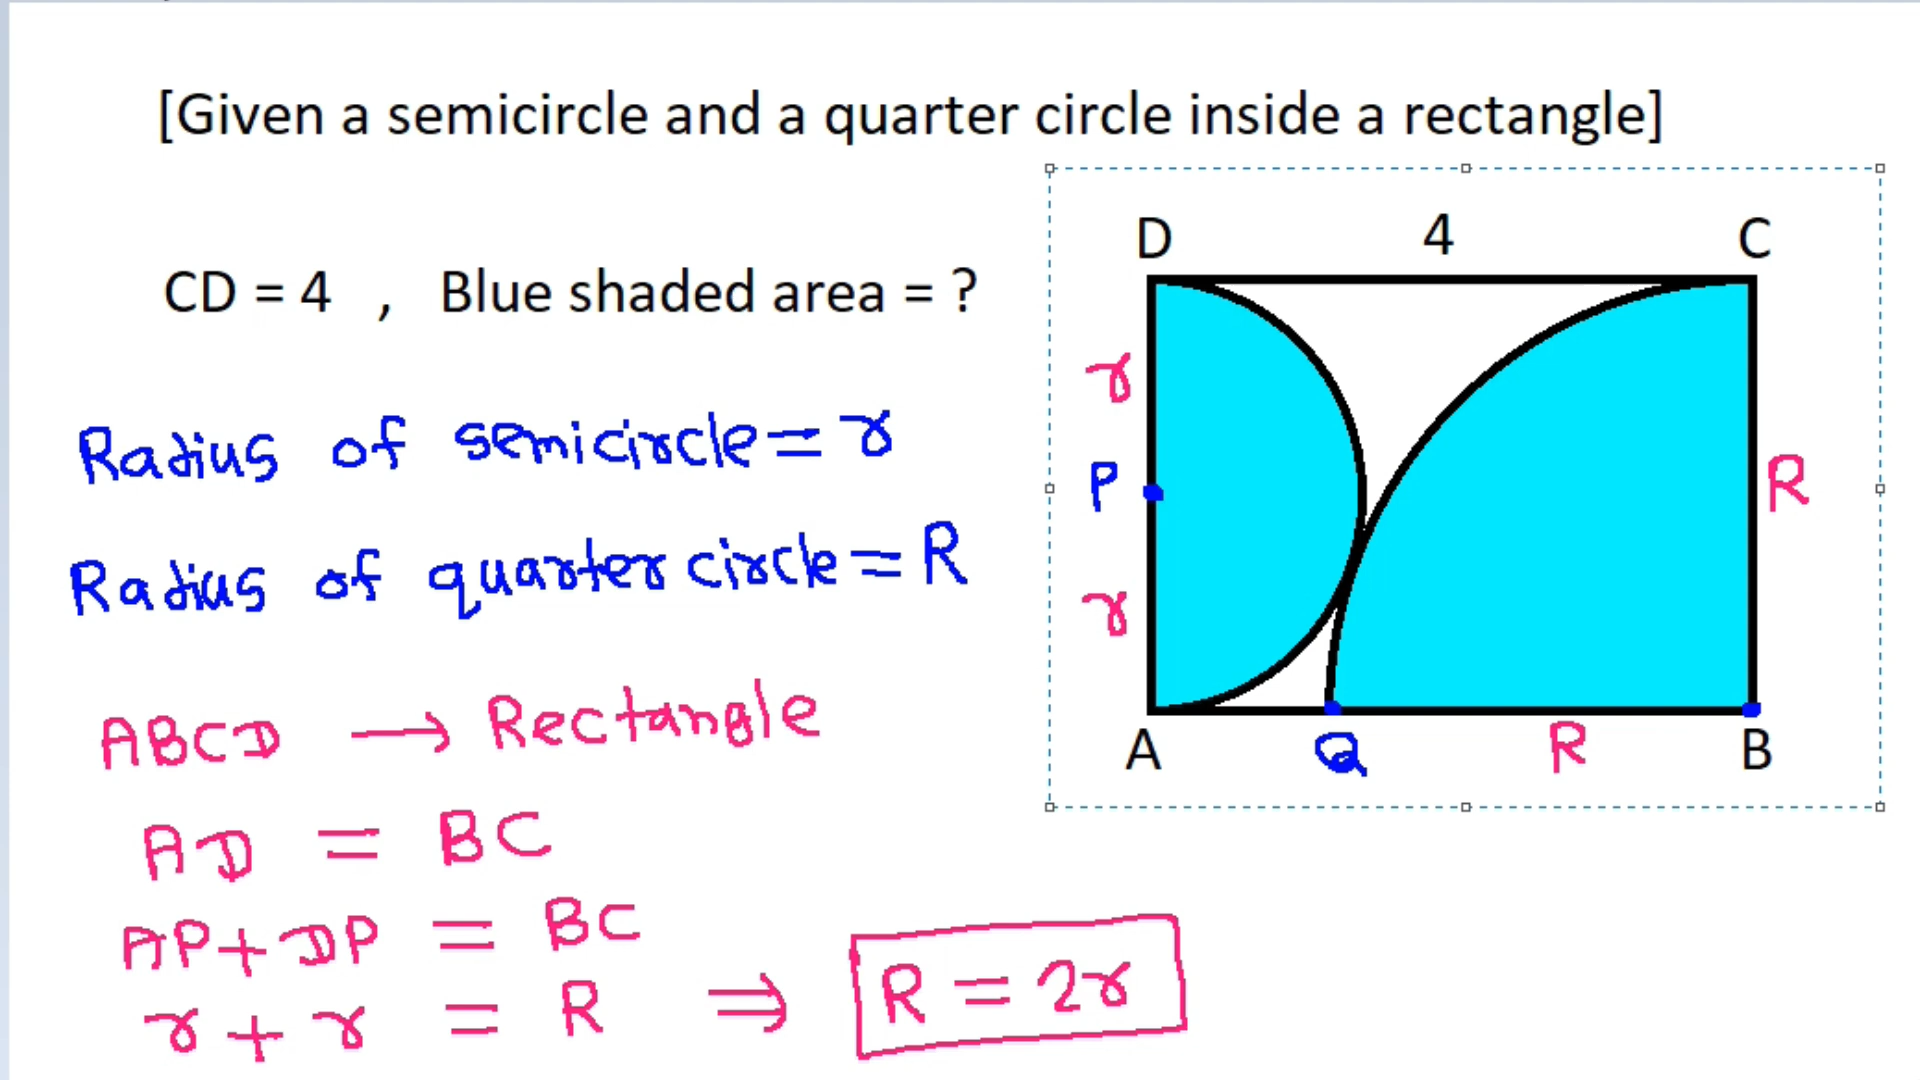 [Given a semicircle and a quarter circle inside a rectangle]
CD = 4 , Blue shaded area = ?
Radius of semicircle = r
Radius of quarter circle = R
ABCD → Rectangle
AD = BC
AP + DP = BC
r + r = R ⇒ R = 2r
D 4 C
r
P R
r
A Q R B